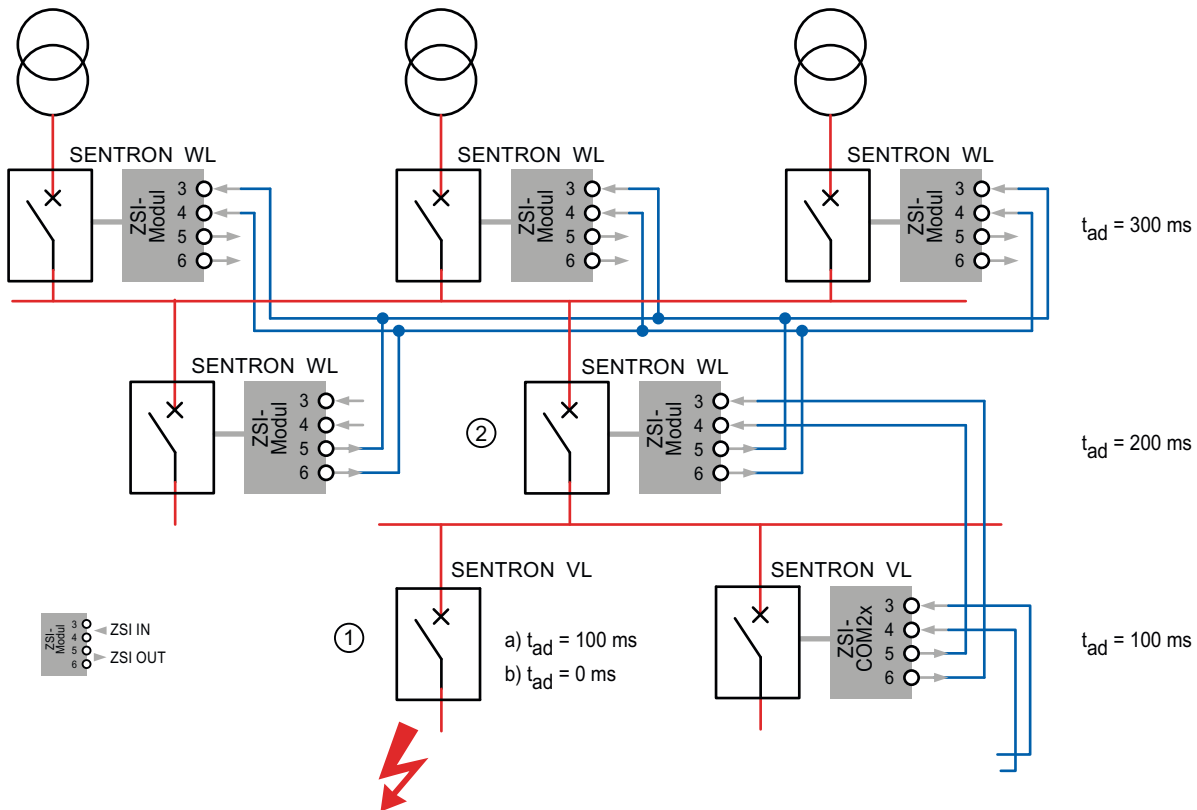 SENTRON WL
SENTRON WL
SENTRON WL
ZSI-
Modul
3
4
5
6
ZSI-
Modul
3
4
5
6
ZSI-
Modul
3
4
5
6
tad = 300 ms
SENTRON WL
SENTRON WL
ZSI-
Modul
3
4
5
6
②
ZSI-
Modul
3
4
5
6
tad = 200 ms
SENTRON VL
SENTRON VL
①
a) tad = 100 ms
b) tad = 0 ms
ZSI-
COM2x
3
4
5
6
tad = 100 ms
ZSI-
Modul
3
4
5
6
ZSI IN
ZSI OUT